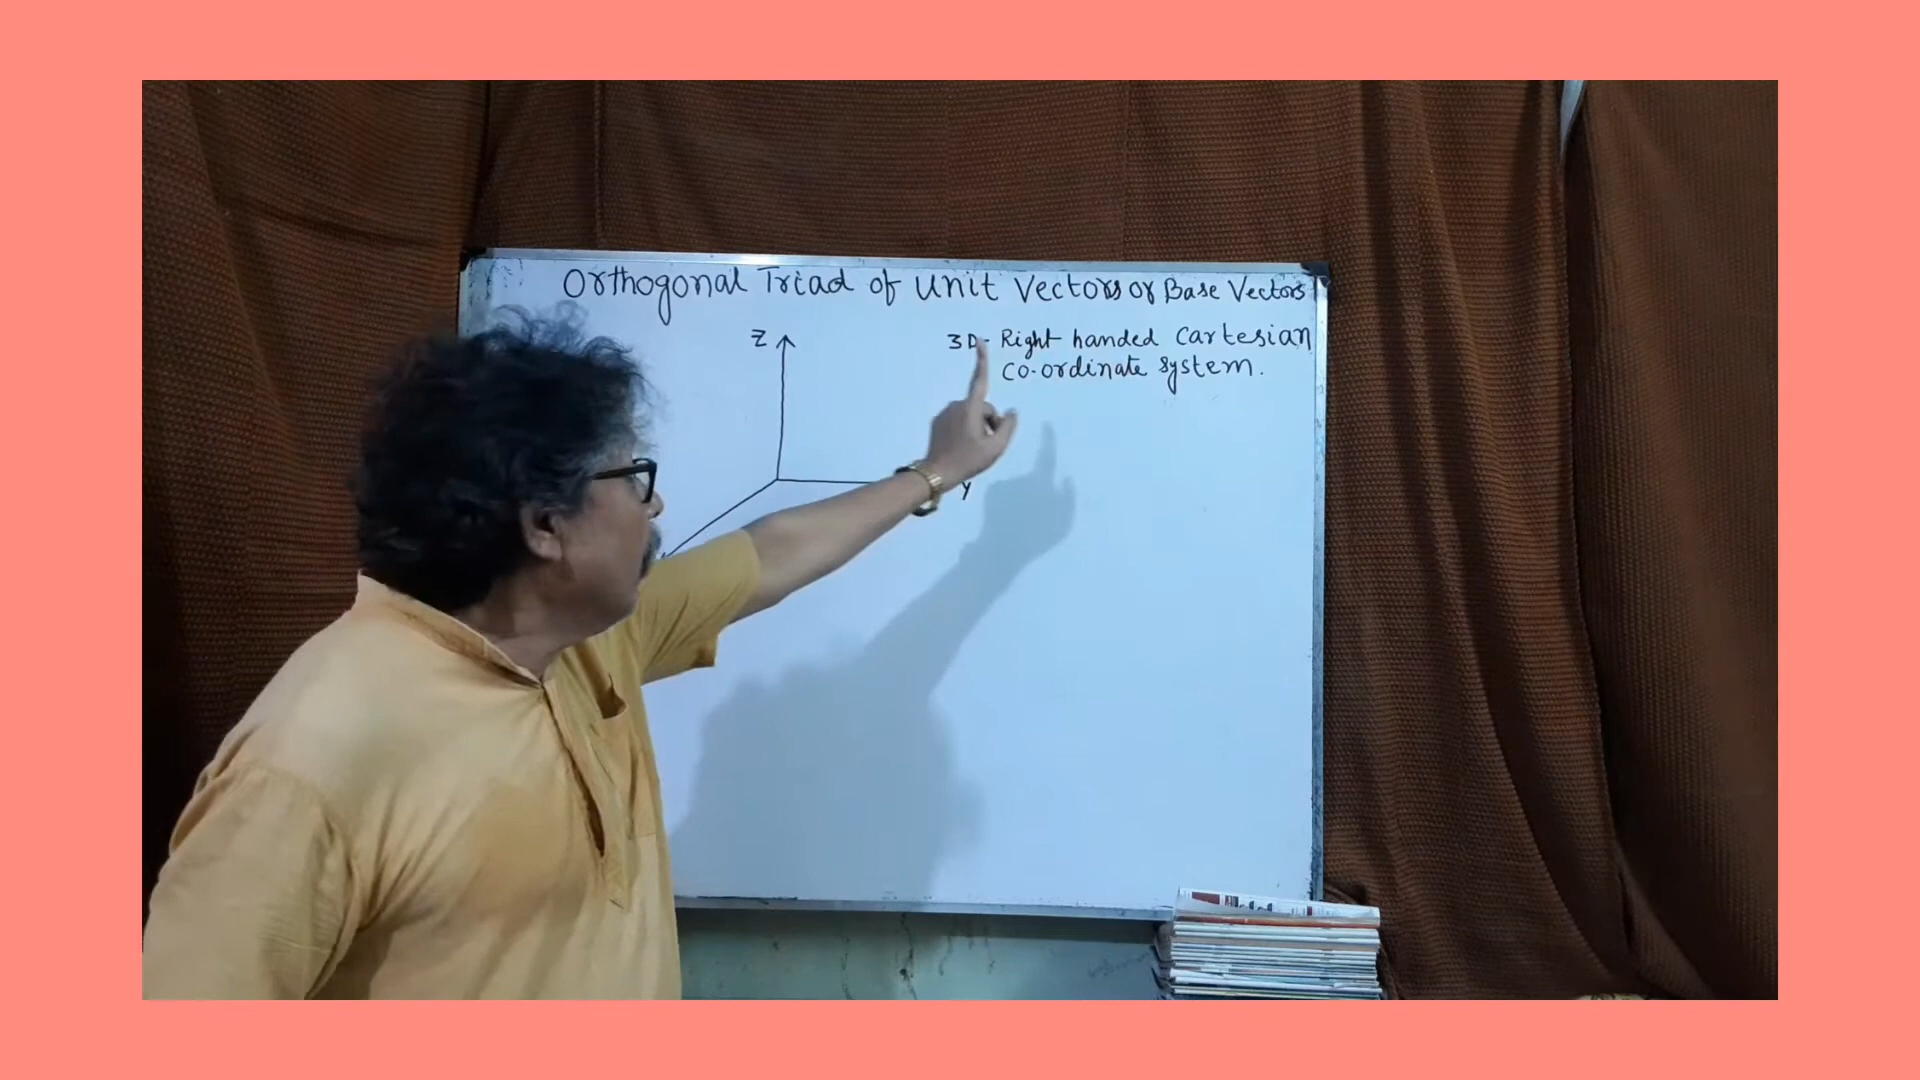 Orthogonal Triad of Unit Vectors or Base Vectors
Z
3D- Right handed Cartesian
Co-ordinate system.
Y